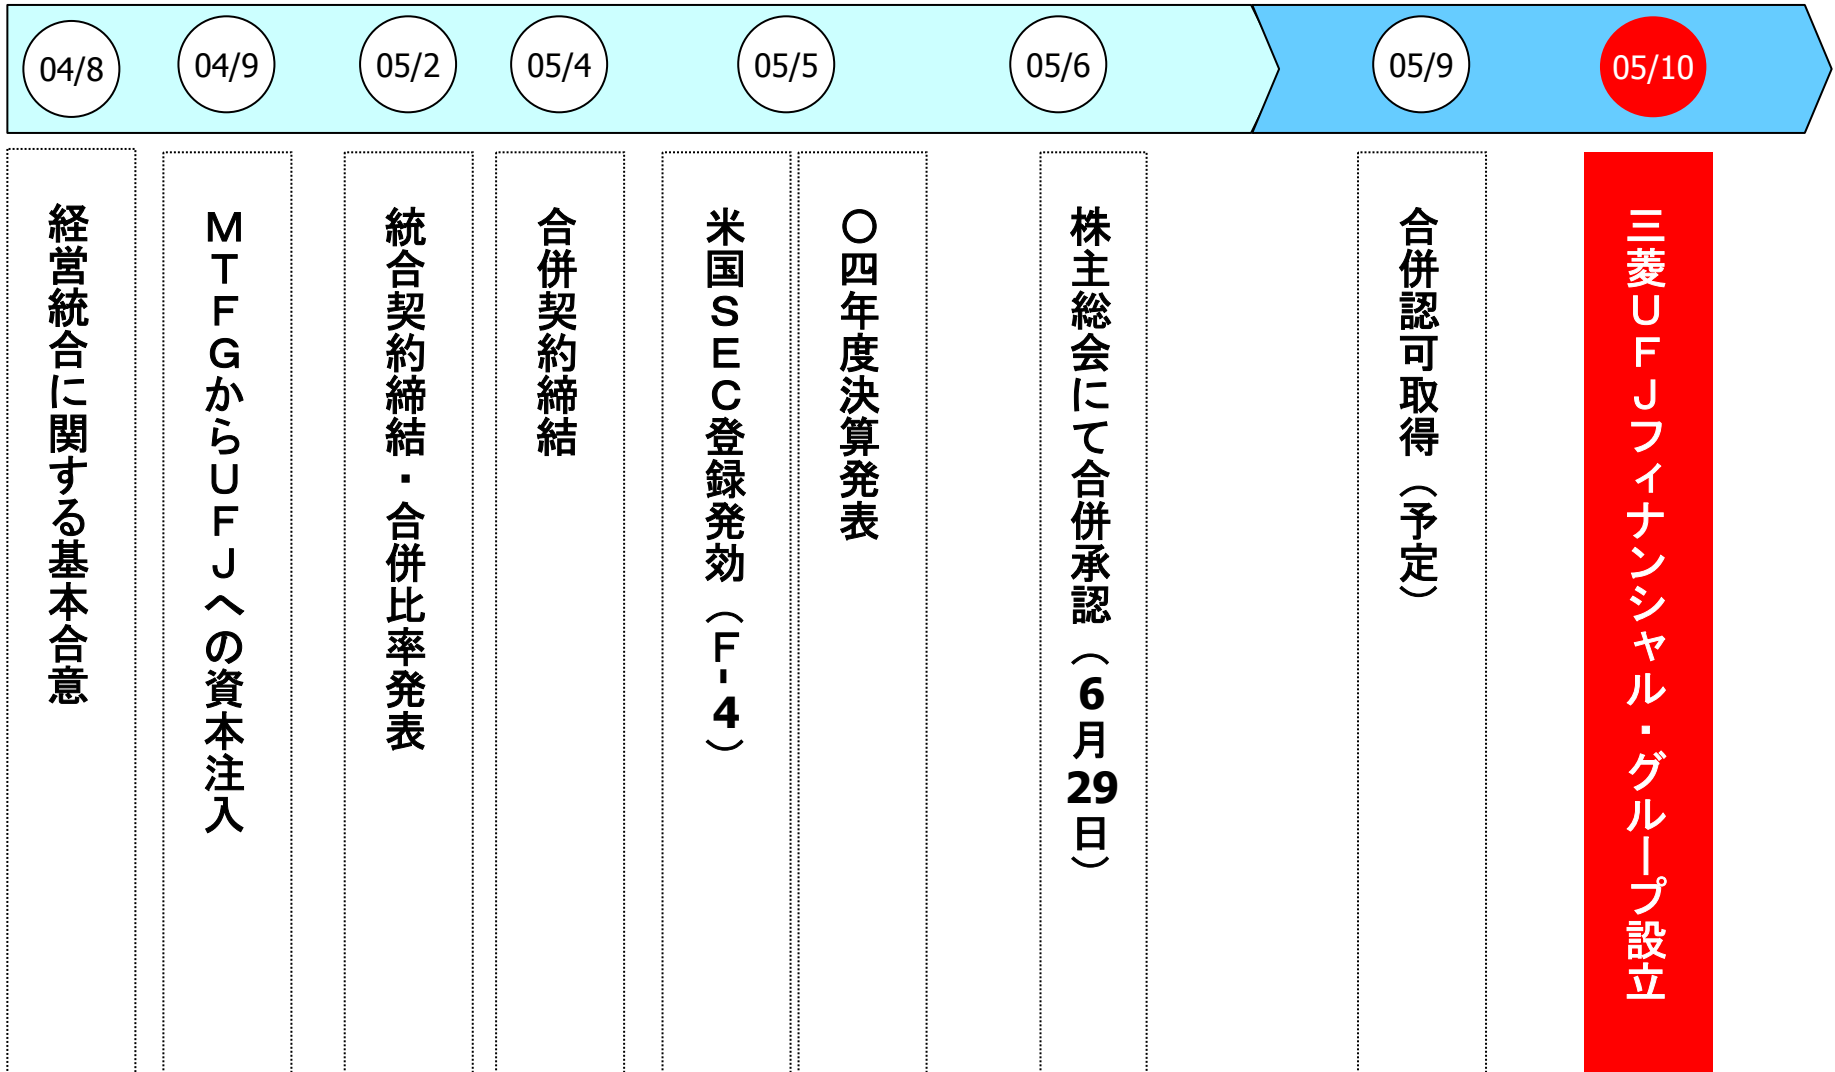 04/8
04/9
05/2
05/4
05/5
05/6
05/9
05/10
経営統合に関する基本合意
ＭＴＦＧからＵＦＪへの資本注入
統合契約締結・合併比率発表
合併契約締結
米国ＳＥＣ登録発効（Ｆ-4）
〇四年度決算発表
株主総会にて合併承認（6月29日）
合併認可取得（予定）
三菱ＵＦＪフィナンシャル・グループ設立